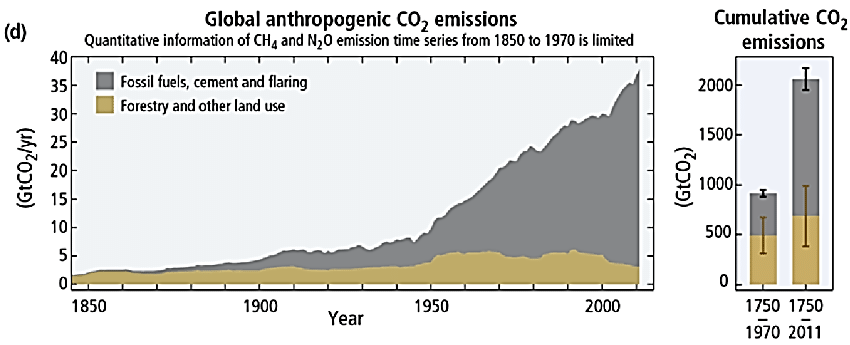 (d)
Global anthropogenic CO2 emissions
Quantitative information of CH4 and N2O emission time series from 1850 to 1970 is limited
Cumulative CO2
emissions
40
35
30
25
20
15
10
5
0
(GtCO2/yr)
Fossil fuels, cement and flaring
Forestry and other land use
1850
1900
1950
2000
Year
2000
1500
1000
500
0
(GtCO2)
1750
–
1970
1750
–
2011